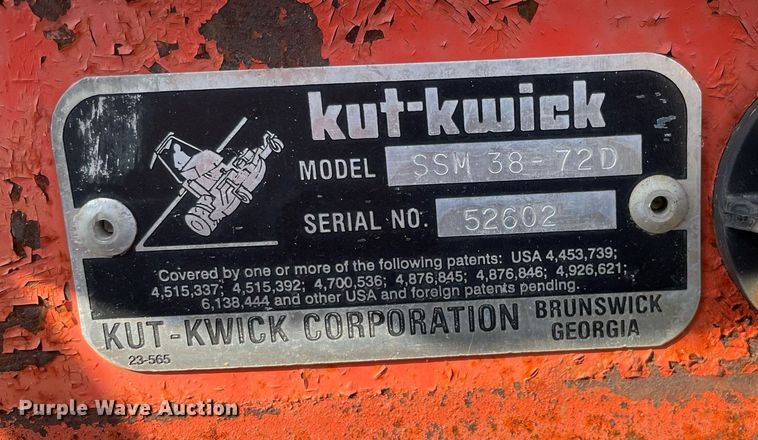 kut-kwick
MODEL SSM 38-72D
SERIAL NO. 52602
Covered by one or more of the following patents: USA 4,453,739;
4,515,337; 4,515,392; 4,700,536; 4,876,845; 4,876,846; 4,926,621;
6,138,444 and other USA and foreign patents pending.
KUT-KWICK CORPORATION BRUNSWICK
GEORGIA
23-565
Purple Wave Auction